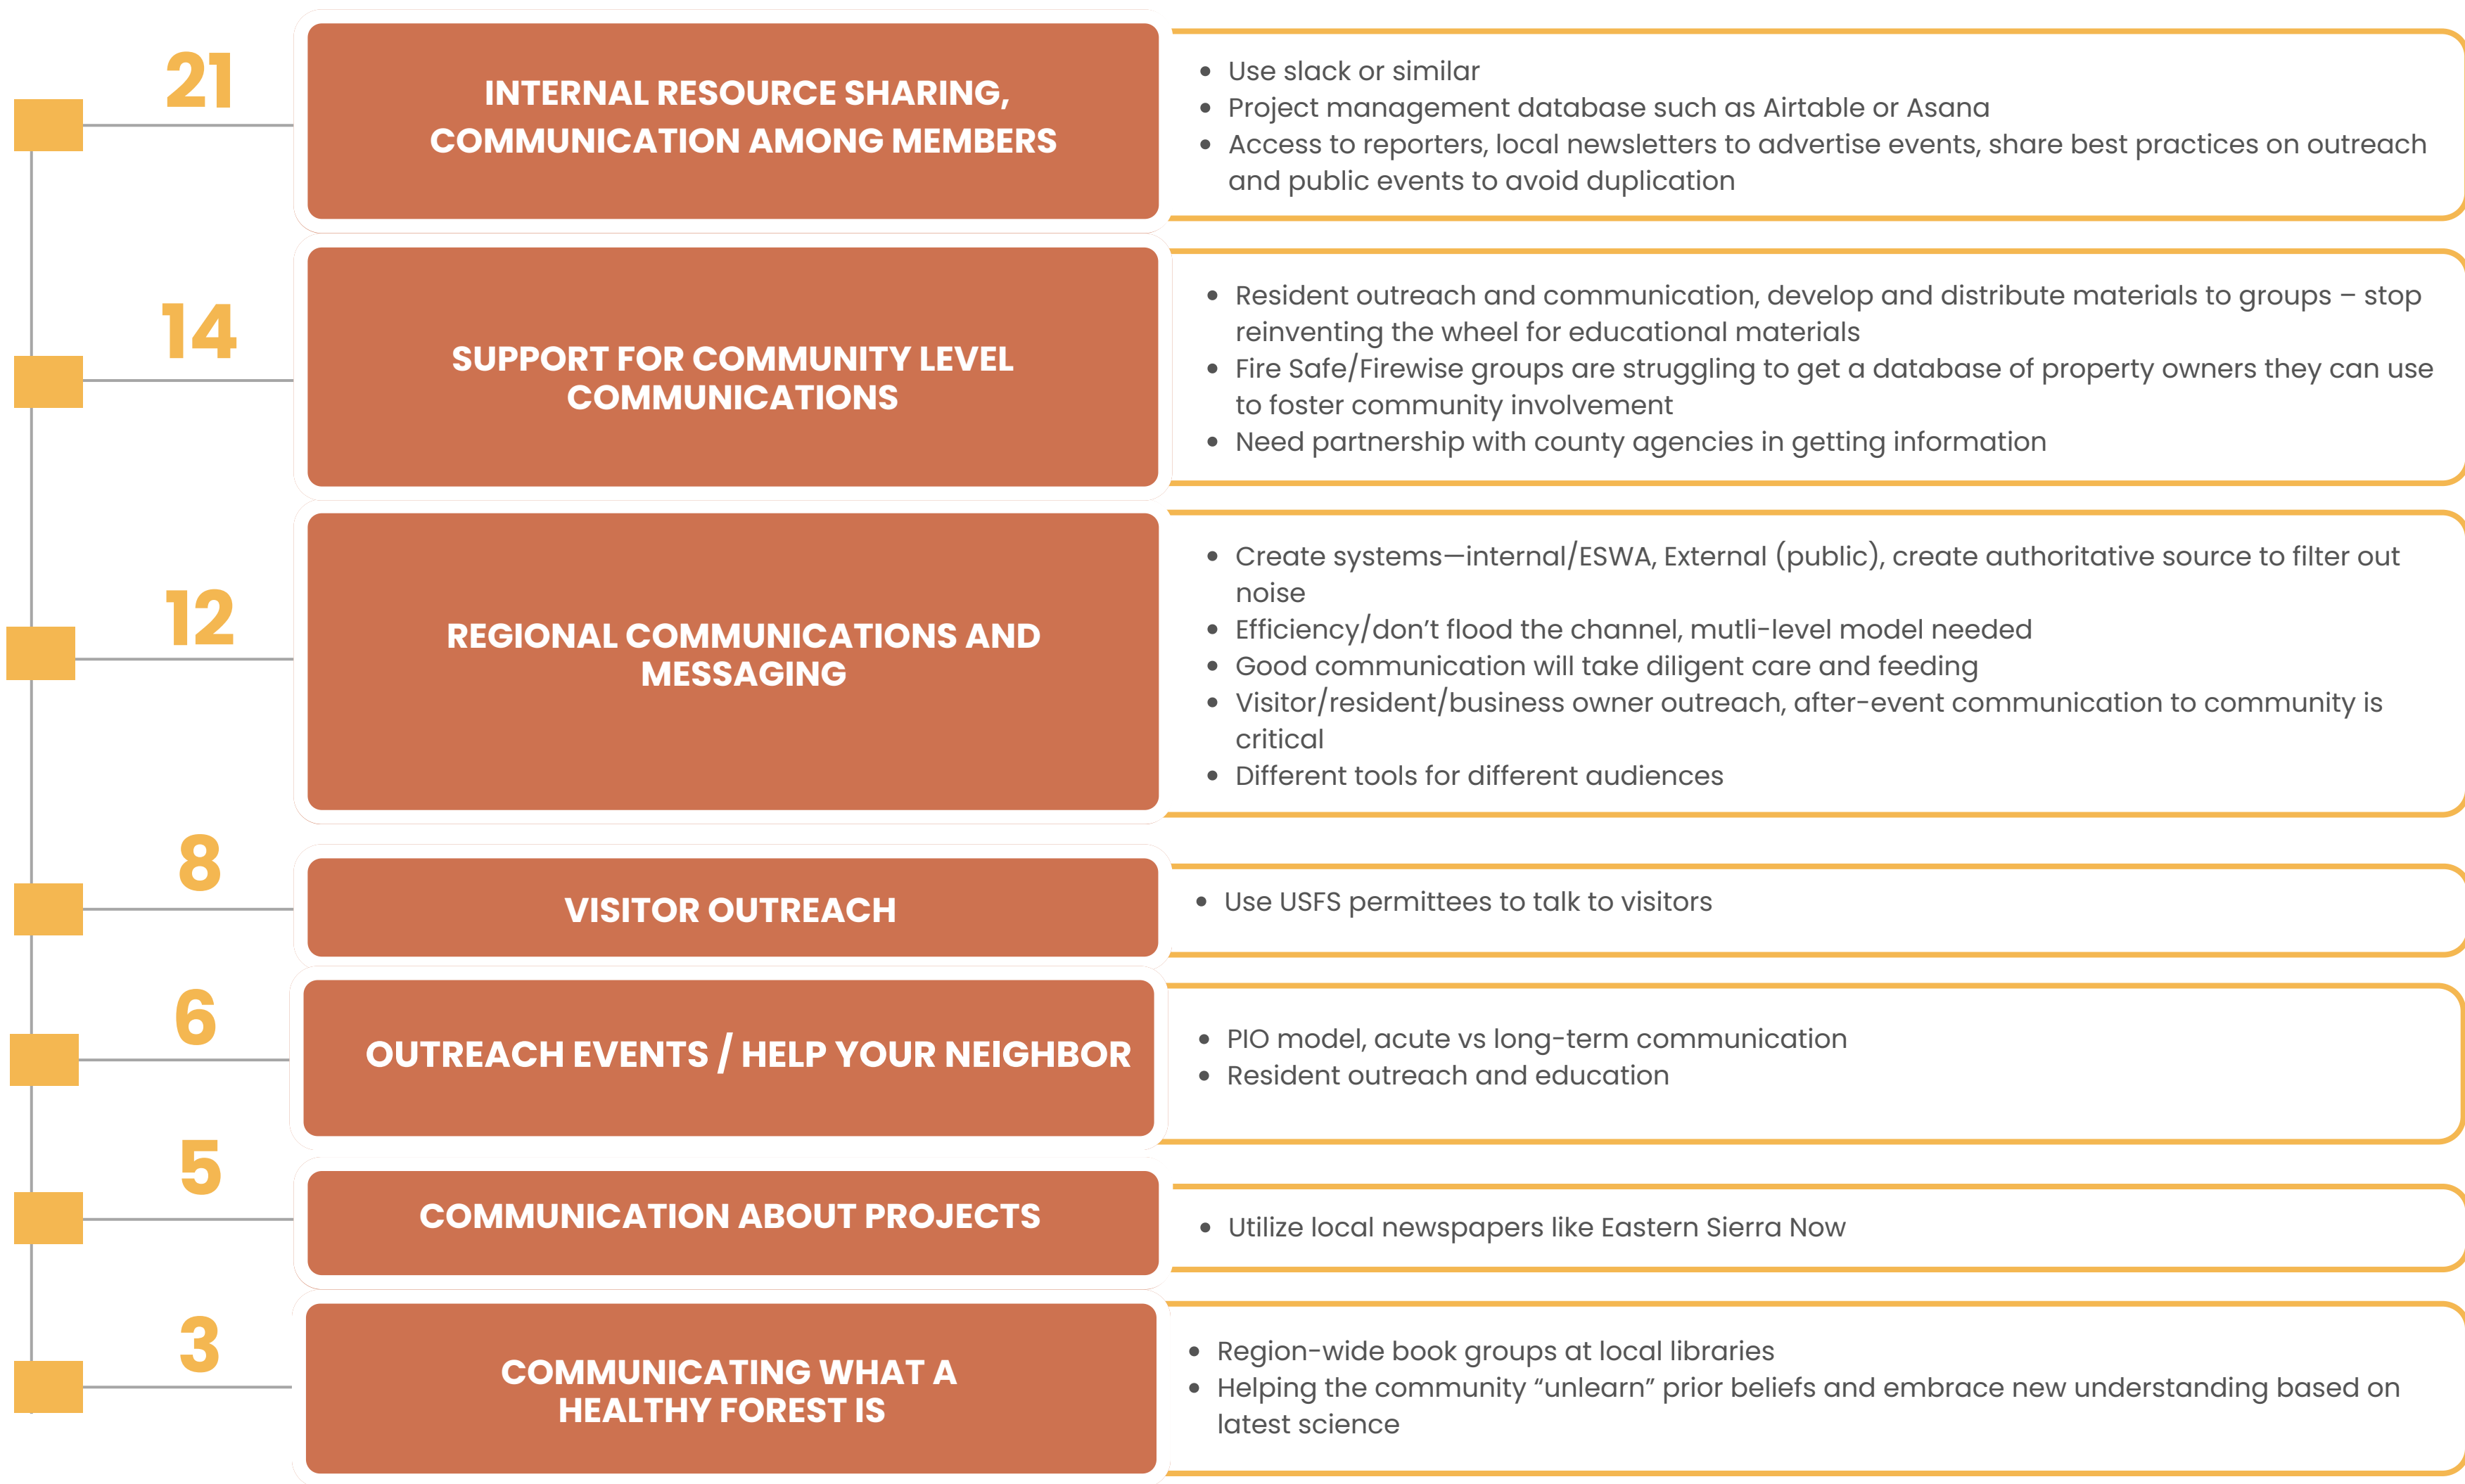 21
INTERNAL RESOURCE SHARING,
COMMUNICATION AMONG MEMBERS
• Use slack or similar
• Project management database such as Airtable or Asana
• Access to reporters, local newsletters to advertise events, share best practices on outreach
and public events to avoid duplication
14
SUPPORT FOR COMMUNITY LEVEL
COMMUNICATIONS
• Resident outreach and communication, develop and distribute materials to groups – stop
reinventing the wheel for educational materials
• Fire Safe/Firewise groups are struggling to get a database of property owners they can use
to foster community involvement
• Need partnership with county agencies in getting information
12
REGIONAL COMMUNICATIONS AND
MESSAGING
• Create systems—internal/ESWA, External (public), create authoritative source to filter out
noise
• Efficiency/don’t flood the channel, mutli-level model needed
• Good communication will take diligent care and feeding
• Visitor/resident/business owner outreach, after-event communication to community is
critical
• Different tools for different audiences
8
VISITOR OUTREACH
• Use USFS permittees to talk to visitors
6
OUTREACH EVENTS / HELP YOUR NEIGHBOR
• PIO model, acute vs long-term communication
• Resident outreach and education
5
COMMUNICATION ABOUT PROJECTS
• Utilize local newspapers like Eastern Sierra Now
3
COMMUNICATING WHAT A
HEALTHY FOREST IS
• Region-wide book groups at local libraries
• Helping the community “unlearn” prior beliefs and embrace new understanding based on
latest science